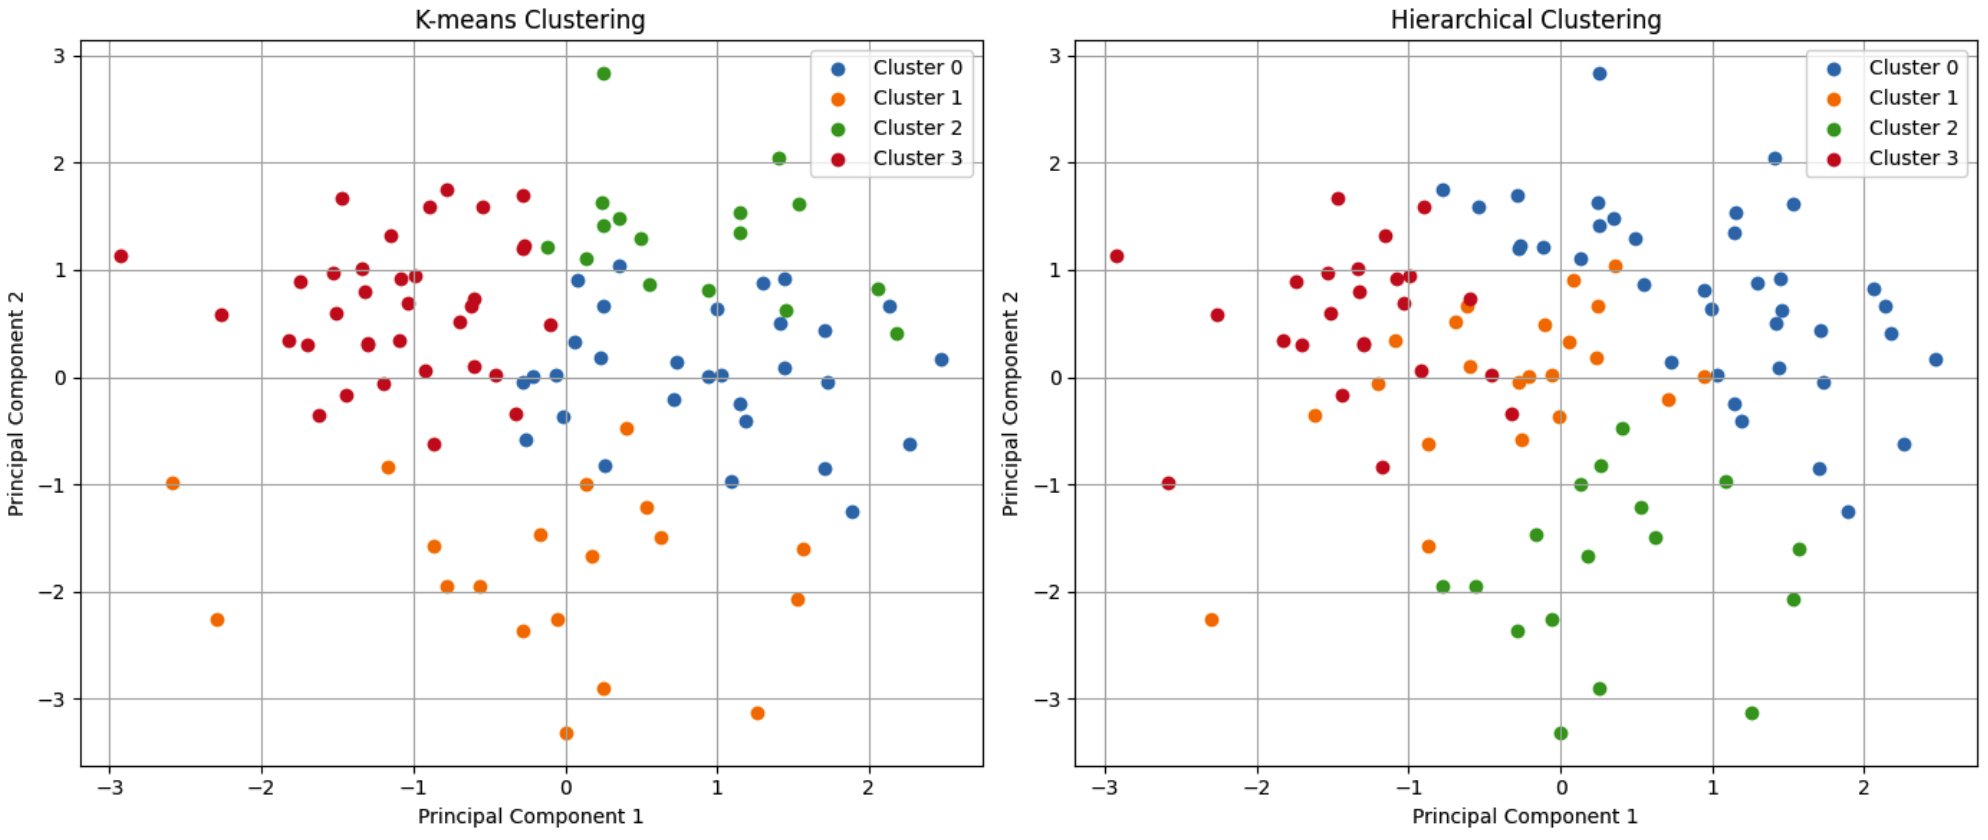 K-means Clustering
3
2
1
0
−1
−2
−3
Principal Component 2
−3
−2
−1
0
1
2
Principal Component 1
Cluster 0
Cluster 1
Cluster 2
Cluster 3
Hierarchical Clustering
3
2
1
0
−1
−2
−3
Principal Component 2
−3
−2
−1
0
1
2
Principal Component 1
Cluster 0
Cluster 1
Cluster 2
Cluster 3